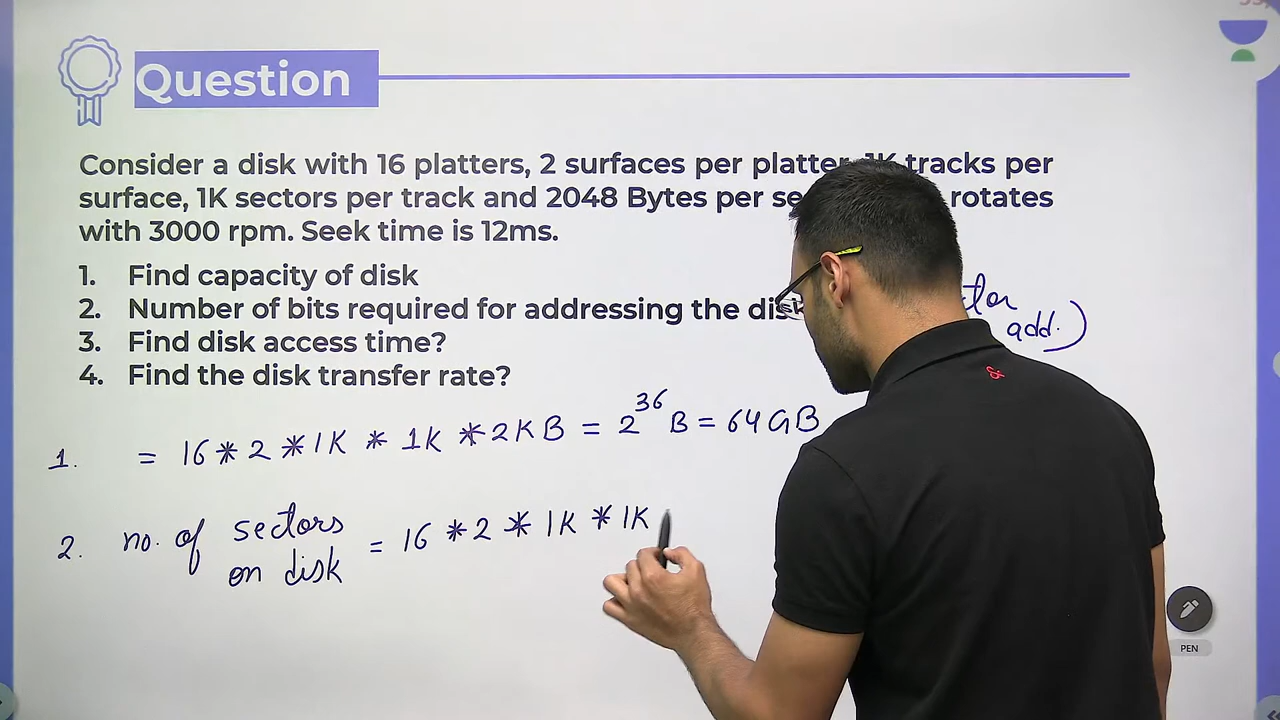 Question
Consider a disk with 16 platters, 2 surfaces per platter, 1K tracks per
surface, 1K sectors per track and 2048 Bytes per rotates
with 3000 rpm. Seek time is 12ms.
1. Find capacity of disk
2. Number of bits required for addressing the disk
add.)
3. Find disk access time?
4. Find the disk transfer rate?
1. = 16 * 2 * 1K * 1K * 2KB = 2^36 B = 64 GB
2. no. of sectors
on disk = 16 * 2 * 1K * 1K
PEN